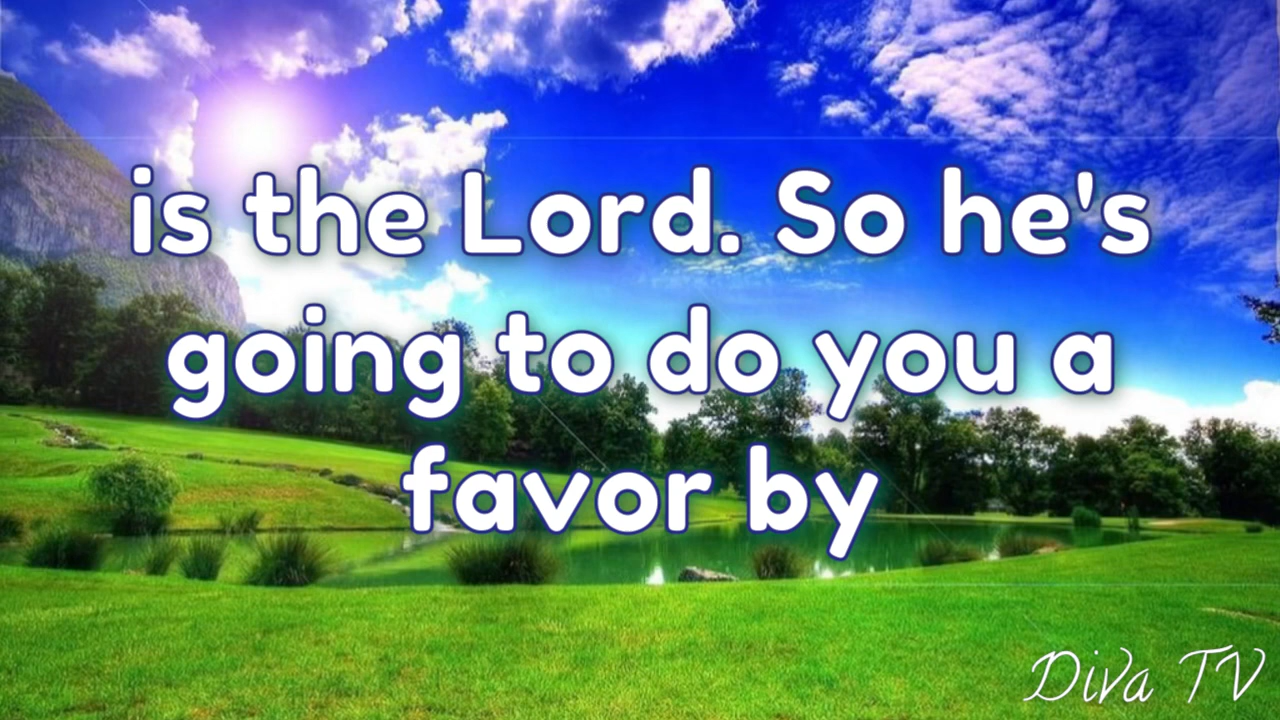 is the Lord. So he's
going to do you a
favor by
Diva TV